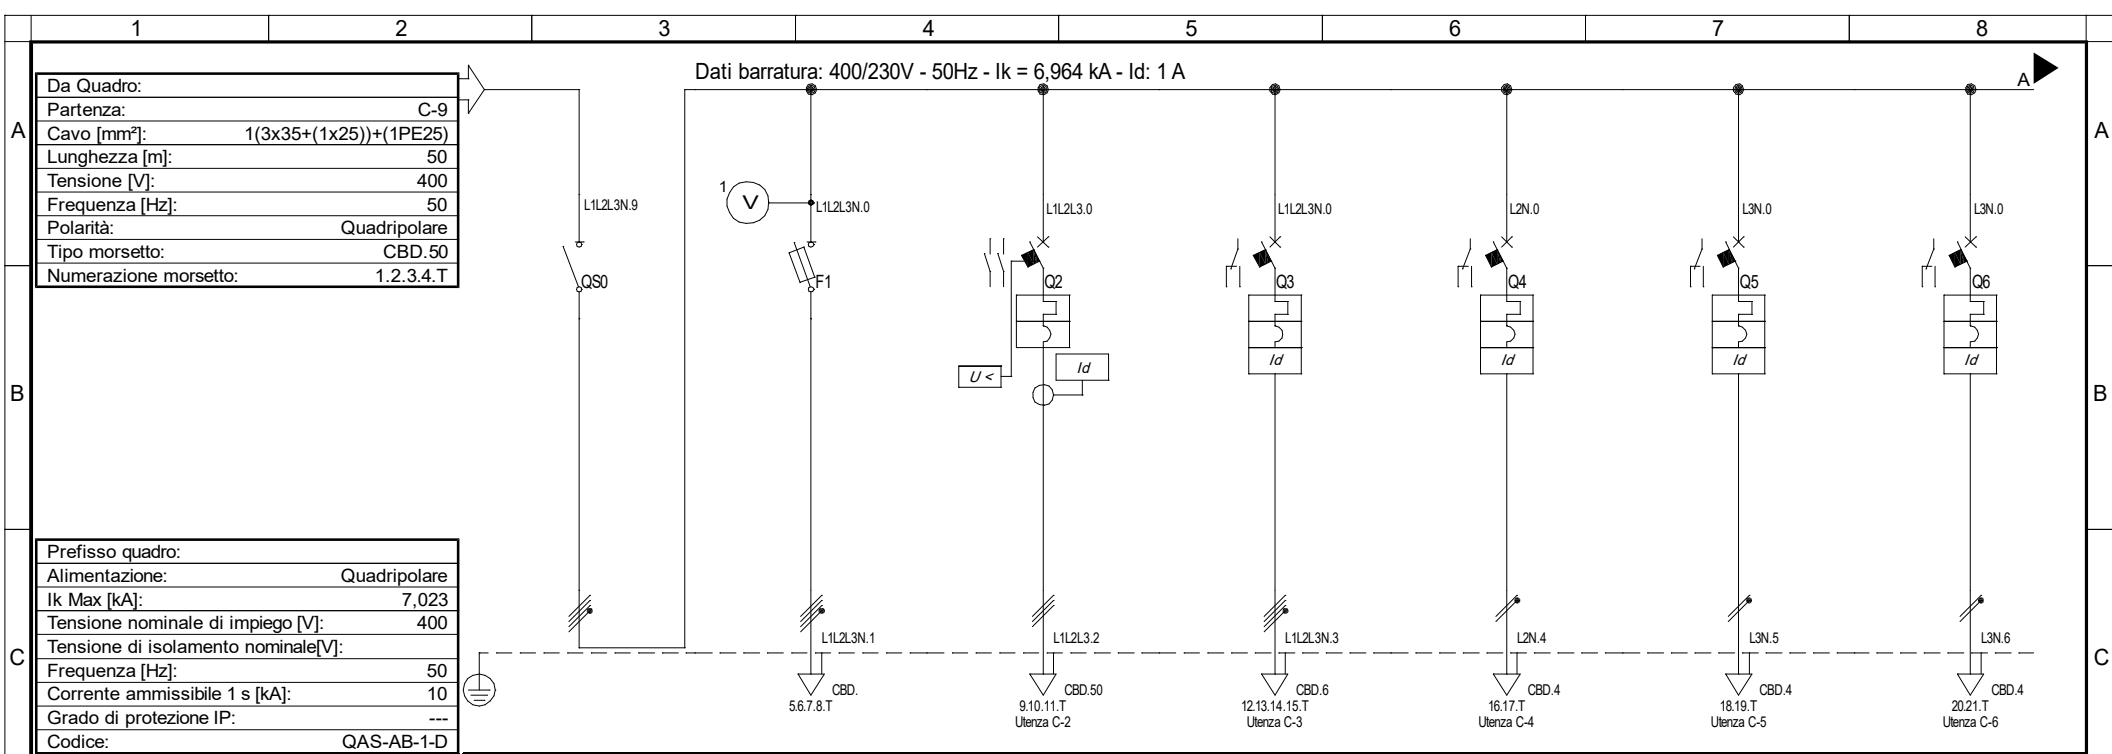 1 2 3 4 5 6 7 8
Dati barratura: 400/230V - 50Hz - Ik = 6,964 kA - Id: 1 A
A
A A
Da Quadro:
Partenza: C-9
Cavo [mm²]: 1(3x35+(1x25))+(1PE25)
Lunghezza [m]: 50
Tensione [V]: 400
Frequenza [Hz]: 50
Polarità: Quadripolare
Tipo morsetto: CBD.50
Numerazione morsetto: 1.2.3.4.T
1
V
L1L2L3N.9 L1L2L3N.0 L1L2L3.0 L1L2L3N.0 L2N.0 L3N.0 L3N.0
QS0 F1 Q2 Q3 Q4 Q5 Q6
U < Id Id Id Id Id
B B
Prefisso quadro:
Alimentazione: Quadripolare
Ik Max [kA]: 7,023
Tensione nominale di impiego [V]: 400
Tensione di isolamento nominale[V]:
Frequenza [Hz]: 50
Corrente ammissibile 1 s [kA]: 10
Grado di protezione IP: ---
Codice: QAS-AB-1-D
L1L2L3N.1 L1L2L3.2 L1L2L3N.3 L2N.4 L3N.5 L3N.6
C C
CBD. CBD.50 CBD.6 CBD.4 CBD.4 CBD.4
5.6.7.8.T 9.10.11.T 12.13.14.15.T 16.17.T 18.19.T 20.21.T
Utenza C-2 Utenza C-3 Utenza C-4 Utenza C-5 Utenza C-6